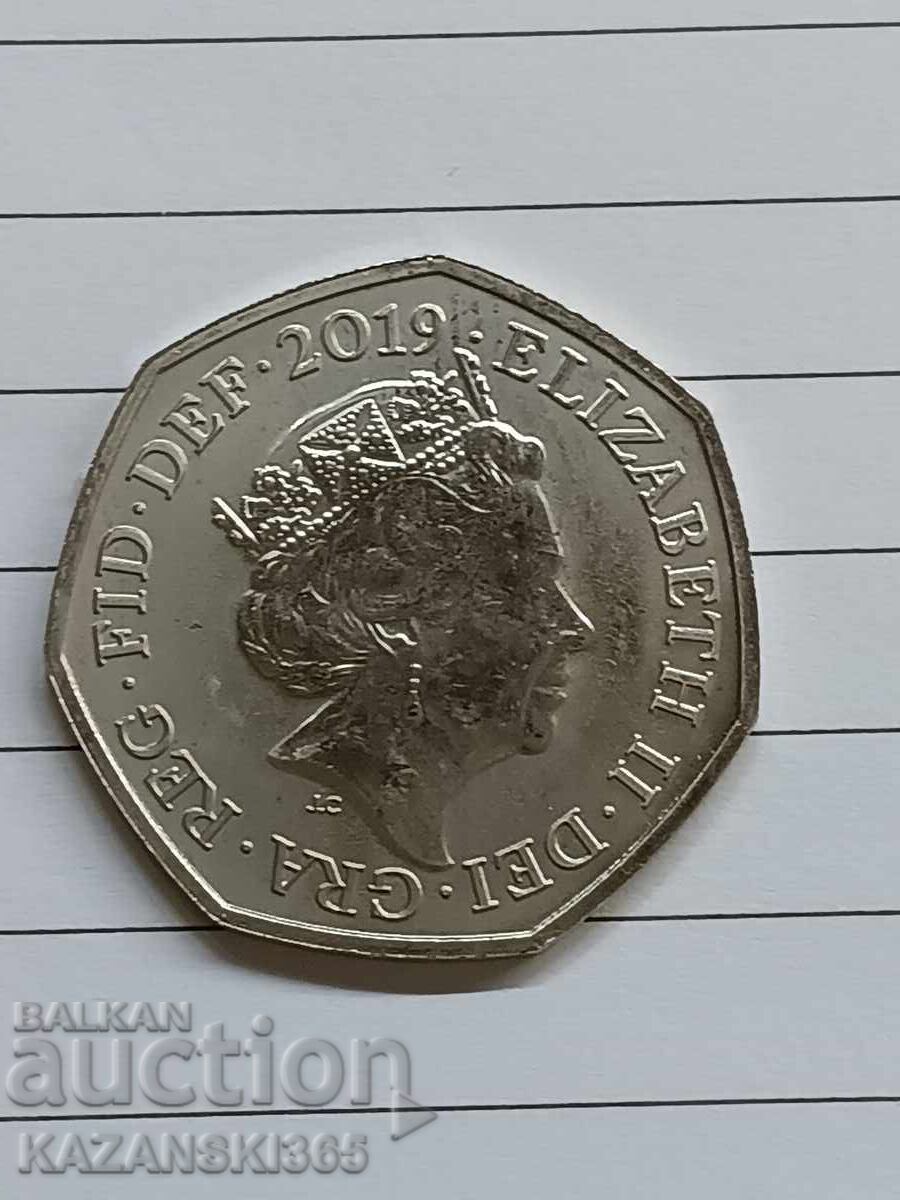 ELIZABETH II · DEI · GRA · REG · FID · DEF · 2019 ·
JC
BALKAN
auction
KAZANSKI365